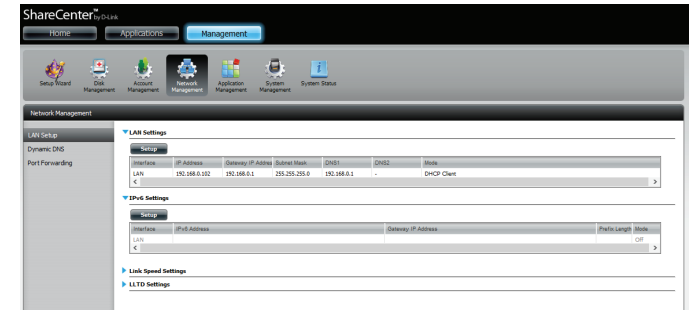 ShareCenter™ by D-Link
Home Applications Management
Setup Wizard Disk Management Account Management Network Management Application Management System Management System Status
Network Management
LAN Setup
Dynamic DNS
Port Forwarding
LAN Settings
Setup
Interface IP Address Gateway IP Addres Subnet Mask DNS1 DNS2 Mode
LAN 192.168.0.102 192.168.0.1 255.255.255.0 192.168.0.1 - DHCP Client
IPv6 Settings
Setup
Interface IPv6 Address Gateway IP Address Prefix Length Mode
LAN Off
Link Speed Settings
LLTD Settings